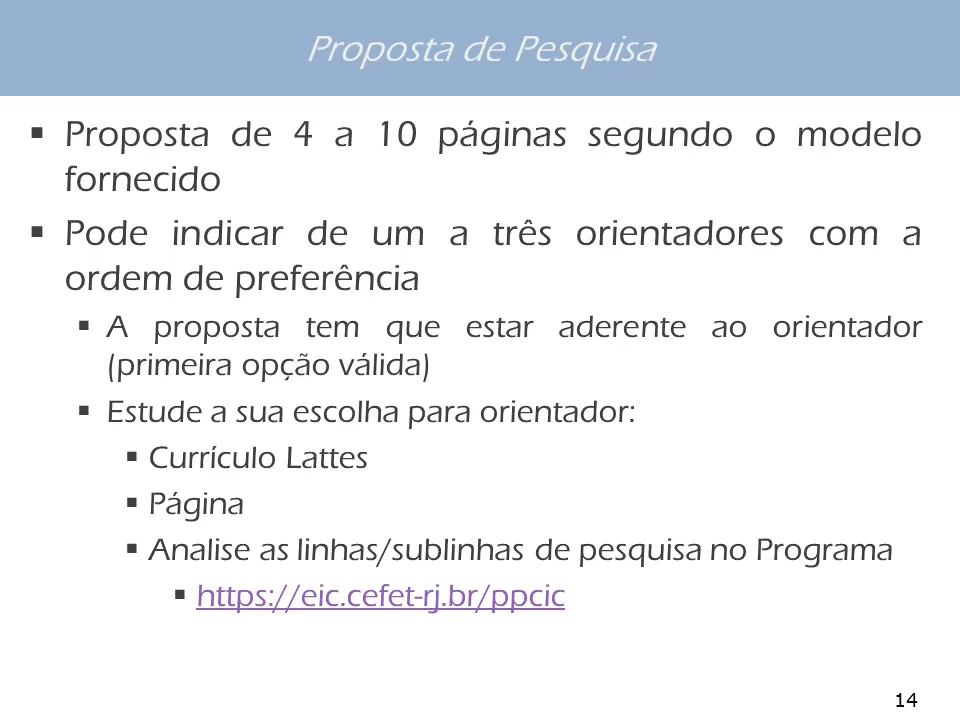 Proposta de Pesquisa
▪ Proposta de 4 a 10 páginas segundo o modelo
fornecido
▪ Pode indicar de um a três orientadores com a
ordem de preferência
▪ A proposta tem que estar aderente ao orientador
(primeira opção válida)
▪ Estude a sua escolha para orientador:
▪ Currículo Lattes
▪ Página
▪ Analise as linhas/sublinhas de pesquisa no Programa
▪ https://eic.cefet-rj.br/ppcic
14